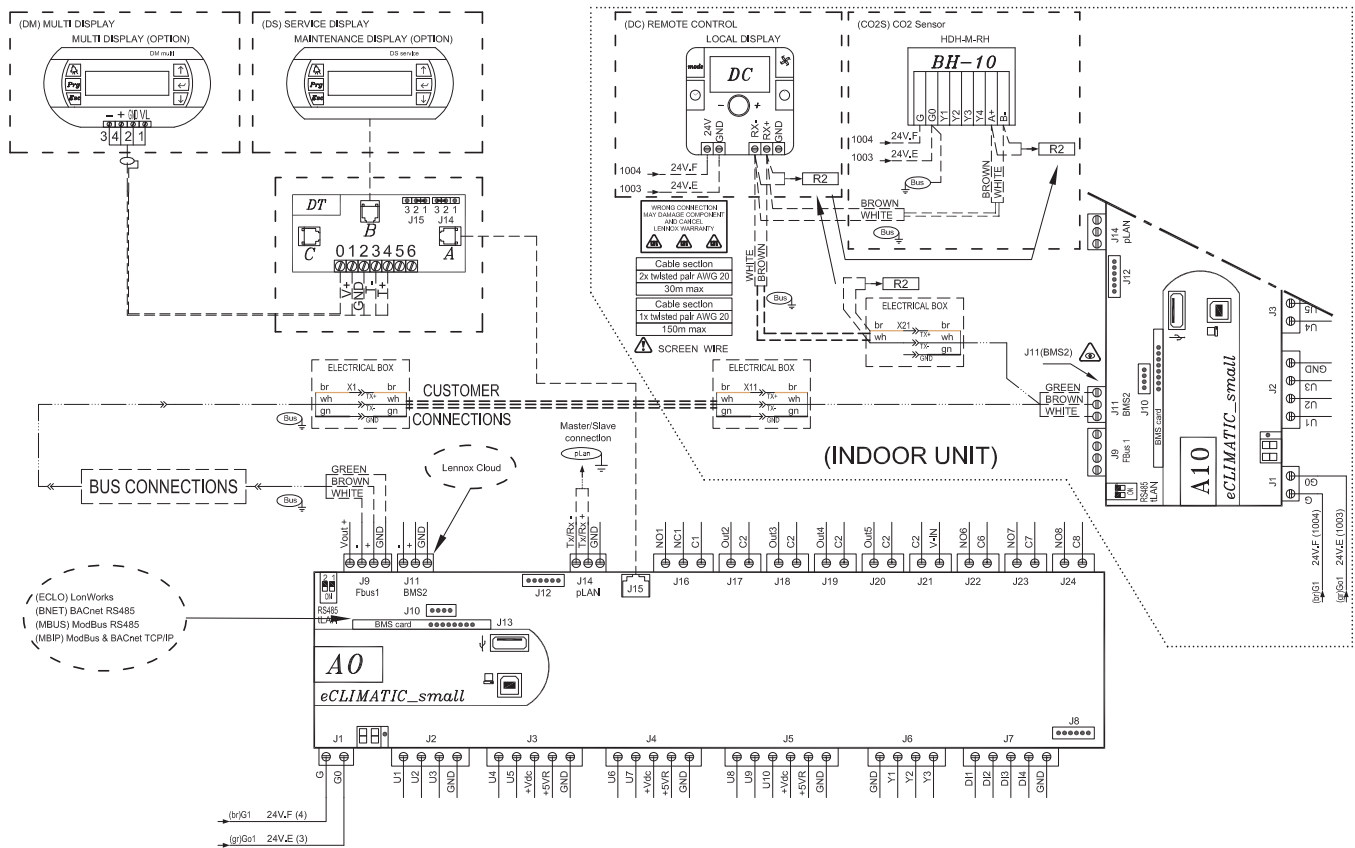 (DM) MULTI DISPLAY
MULTI DISPLAY (OPTION)
DM multi
Prg
Esc
- + GND VL
3 4 2 1
(DS) SERVICE DISPLAY
MAINTENANCE DISPLAY (OPTION)
DS service
Prg
Esc
DT
3 2 1
J15
3 2 1
J14
B
C
A
0 1 2 3 4 5 6
V+
GND
T-
T+
(DC) REMOTE CONTROL
LOCAL DISPLAY
mode
DC
- +
24V
GND
RX-
RX+
GND
1004 24V.F
1003 24V.E
R2
(CO2S) CO2 Sensor
HDH-M-RH
BH-10
G
G0
Y1
Y2
Y3
Y4
A+
B-
1004 24V.F
1003 24V.E
Bus
BROWN
WHITE
R2
BROWN
WHITE
Bus
WRONG CONNECTION
MAY DAMAGE COMPONENT
AND CANCEL
LENNOX WARRANTY
Cable section
2x twisted pair AWG 20
30m max
Cable section
1x twisted pair AWG 20
150m max
SCREEN WIRE
WHITE
BROWN
Bus
R2
ELECTRICAL BOX
br X21 br
wh TX+ wh
TX- gn
GND
J14
pLAN
J12
J11(BMS2)
GREEN
BROWN
WHITE
J11
BMS2
J10
BMS card
J9
FBus 1
ON
RS485
tLAN
A10
eCLIMATIC_small
J3
U5
U4
J2
GND
U3
U2
U1
J1
G0
G
(br)G1 24V.F (1004)
(gr)Go1 24V.E (1003)
(INDOOR UNIT)
ELECTRICAL BOX
br X1 br
wh TX+ wh
gn TX- gn
GND
Bus
CUSTOMER
CONNECTIONS
ELECTRICAL BOX
br X11 br
wh TX+ wh
gn TX- gn
GND
BUS CONNECTIONS
Bus
GREEN
BROWN
WHITE
Lennox Cloud
Master/Slave
connection
pLan
Vout +
-
+
GND
-
+
GND
Tx/Rx -
Tx/Rx +
GND
NO1
NC1
C1
Out2
C2
Out3
C2
Out4
C2
Out5
C2
C2
V-IN
NO6
C6
NO7
C7
NO8
C8
2 1
ON
RS485
tLAN
J9
Fbus1
J11
BMS2
J12
J14
pLAN
J15
J16
J17
J18
J19
J20
J21
J22
J23
J24
J10
BMS card
J13
(ECLO) LonWorks
(BNET) BACnet RS485
(MBUS) ModBus RS485
(MBIP) ModBus & BACnet TCP/IP
A0
eCLIMATIC_small
J8
J1
J2
J3
J4
J5
J6
J7
G
G0
U1
U2
U3
GND
U4
U5
+Vdc
+5VR
GND
U6
U7
+Vdc
+5VR
GND
U8
U9
U10
+Vdc
+5VR
GND
GND
Y1
Y2
Y3
DI1
DI2
DI3
DI4
GND
(br)G1 24V.F (4)
(gr)Go1 24V.E (3)